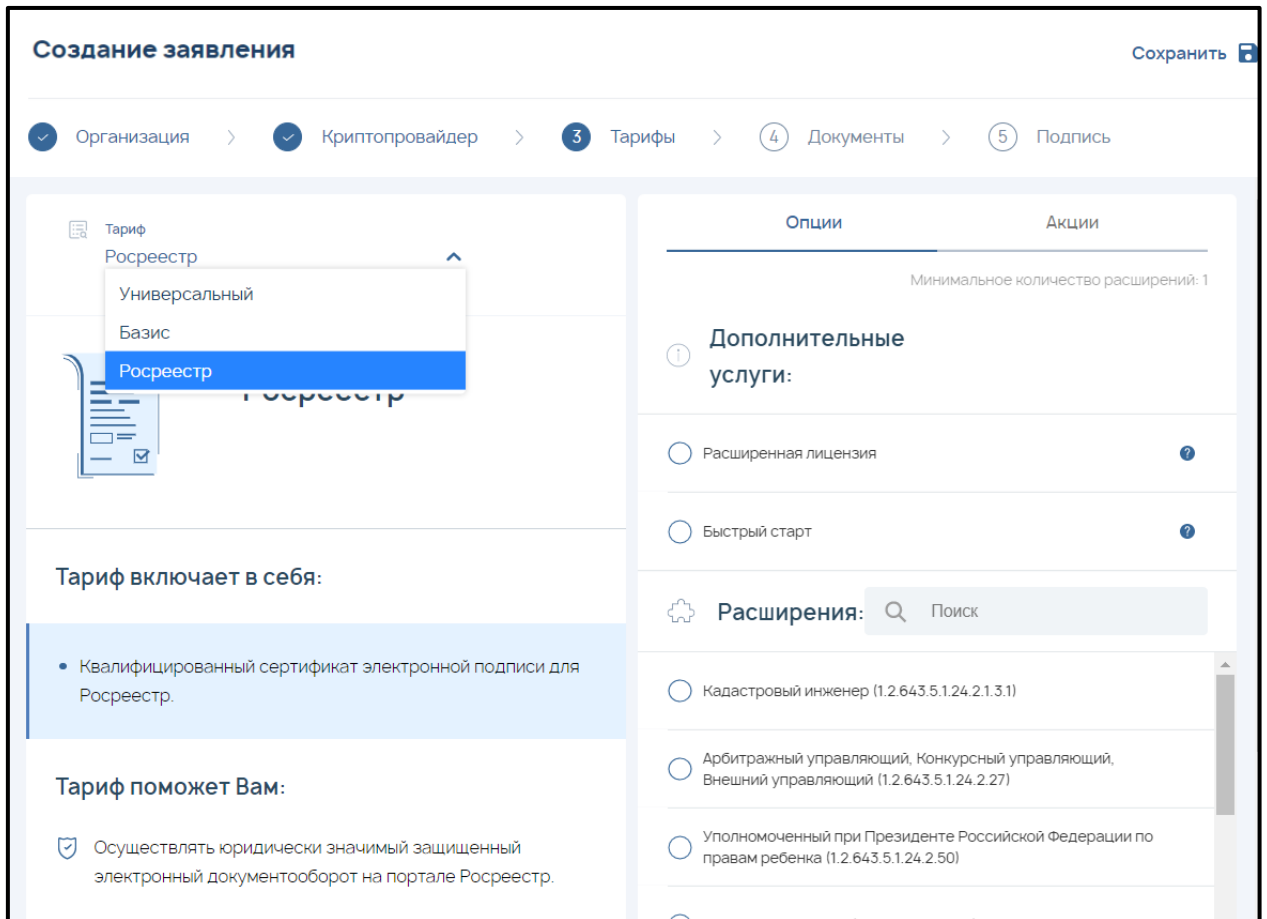 Создание заявления
Сохранить
Организация
Криптопровайдер
3 Тарифы
4 Документы
5 Подпись
Тариф
Росреестр
Универсальный
Базис
Росреестр
Росреестр
Тариф включает в себя:
Квалифицированный сертификат электронной подписи для
Росреестр.
Тариф поможет Вам:
Осуществлять юридически значимый защищенный
электронный документооборот на портале Росреестр.
Опции
Акции
Минимальное количество расширений: 1
Дополнительные
услуги:
Расширенная лицензия ?
Быстрый старт ?
Расширения:
Поиск
Кадастровый инженер (1.2.643.5.1.24.2.1.3.1)
Арбитражный управляющий, Конкурсный управляющий,
Внешний управляющий (1.2.643.5.1.24.2.27)
Уполномоченный при Президенте Российской Федерации по
правам ребенка (1.2.643.5.1.24.2.50)